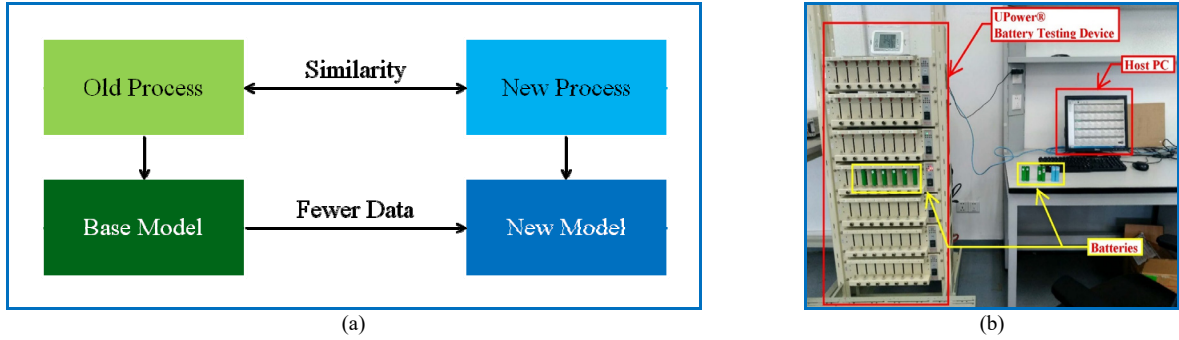 Old Process
Similarity
New Process
Base Model
Fewer Data
New Model
(a)
UPower®
Battery Testing Device
Host PC
Batteries
(b)